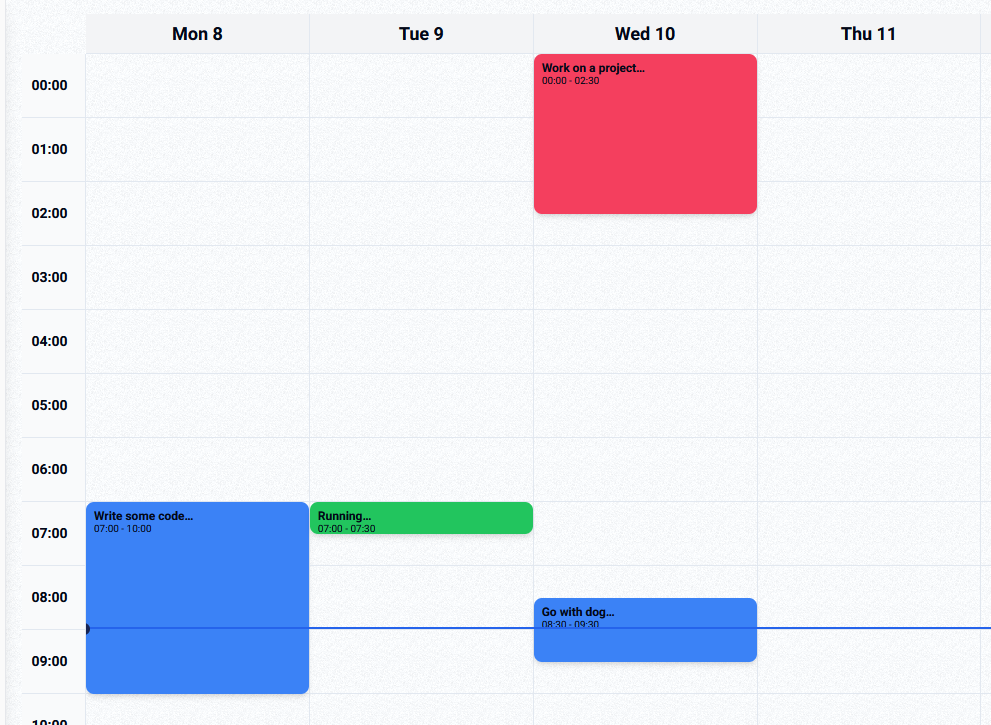 Mon 8
Tue 9
Wed 10
Thu 11
00:00
Work on a project...
00:00 - 02:30
01:00
02:00
03:00
04:00
05:00
06:00
07:00
Write some code...
07:00 - 10:00
Running...
07:00 - 07:30
08:00
Go with dog...
08:30 - 09:30
09:00
10:00